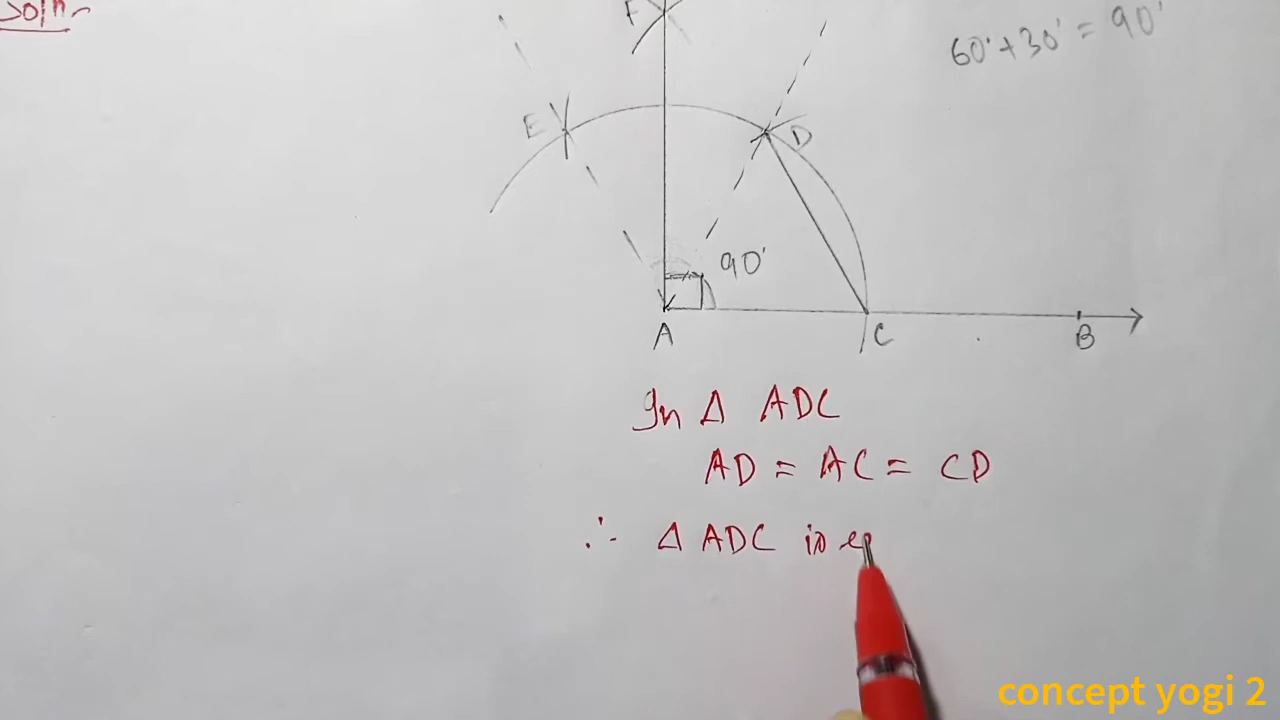 Soln
F
60° + 30° = 90°
E
D
90°
A
C
B
In Δ ADC
AD = AC = CD
∴ Δ ADC is e
concept yogi 2